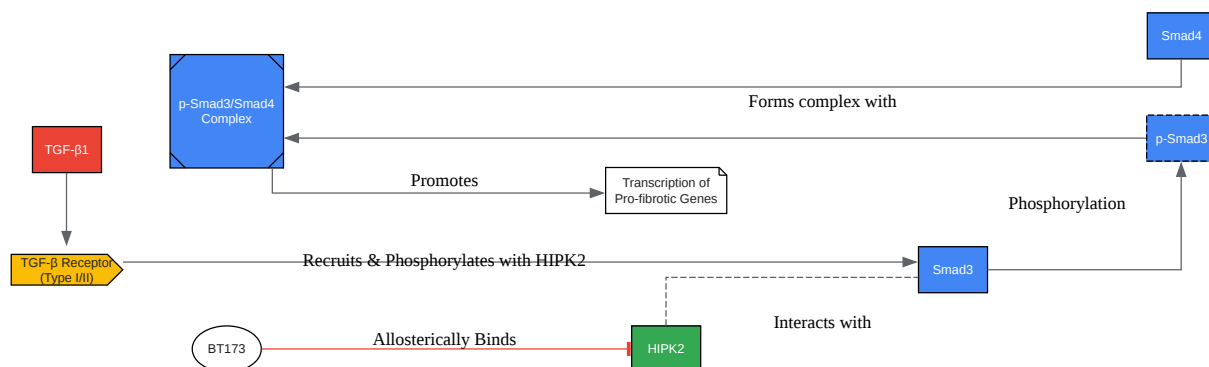 Smad4
p-Smad3/Smad4
Complex
Forms complex with
TGF-β1
p-Smad3
Promotes
Transcription of
Pro-fibrotic Genes
Phosphorylation
TGF-β Receptor
(Type I/II)
Recruits & Phosphorylates with HIPK2
Smad3
Interacts with
BT173
Allosterically Binds
HIPK2